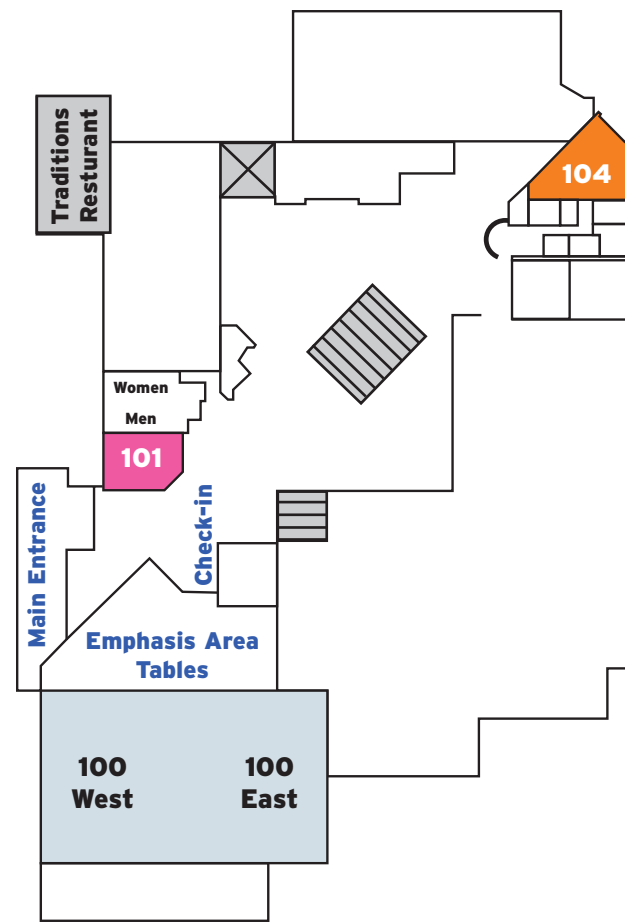 Traditions
Resturant
104
Women
Men
101
Main Entrance
Check-in
Emphasis Area
Tables
100
West
100
East